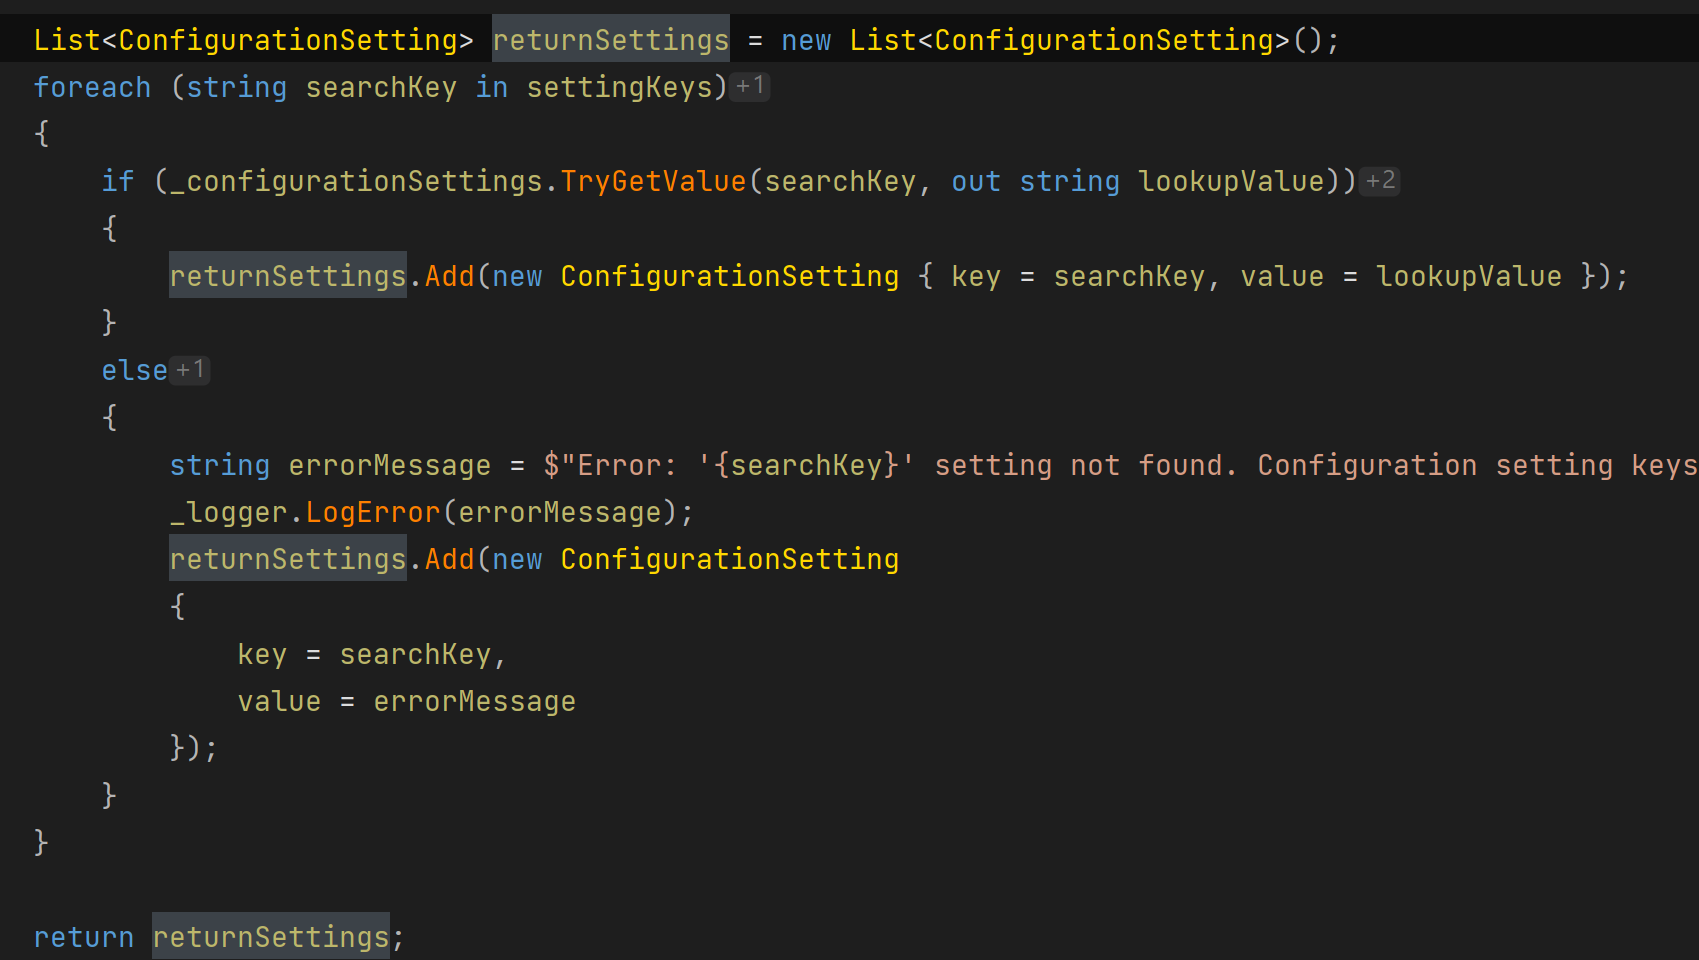 List<ConfigurationSetting> returnSettings = new List<ConfigurationSetting>();
foreach (string searchKey in settingKeys) +1
{
    if (_configurationSettings.TryGetValue(searchKey, out string lookupValue)) +2
    {
        returnSettings.Add(new ConfigurationSetting { key = searchKey, value = lookupValue });
    }
    else +1
    {
        string errorMessage = $"Error: '{searchKey}' setting not found. Configuration setting keys
        _logger.LogError(errorMessage);
        returnSettings.Add(new ConfigurationSetting
        {
            key = searchKey,
            value = errorMessage
        });
    }
}

return returnSettings;